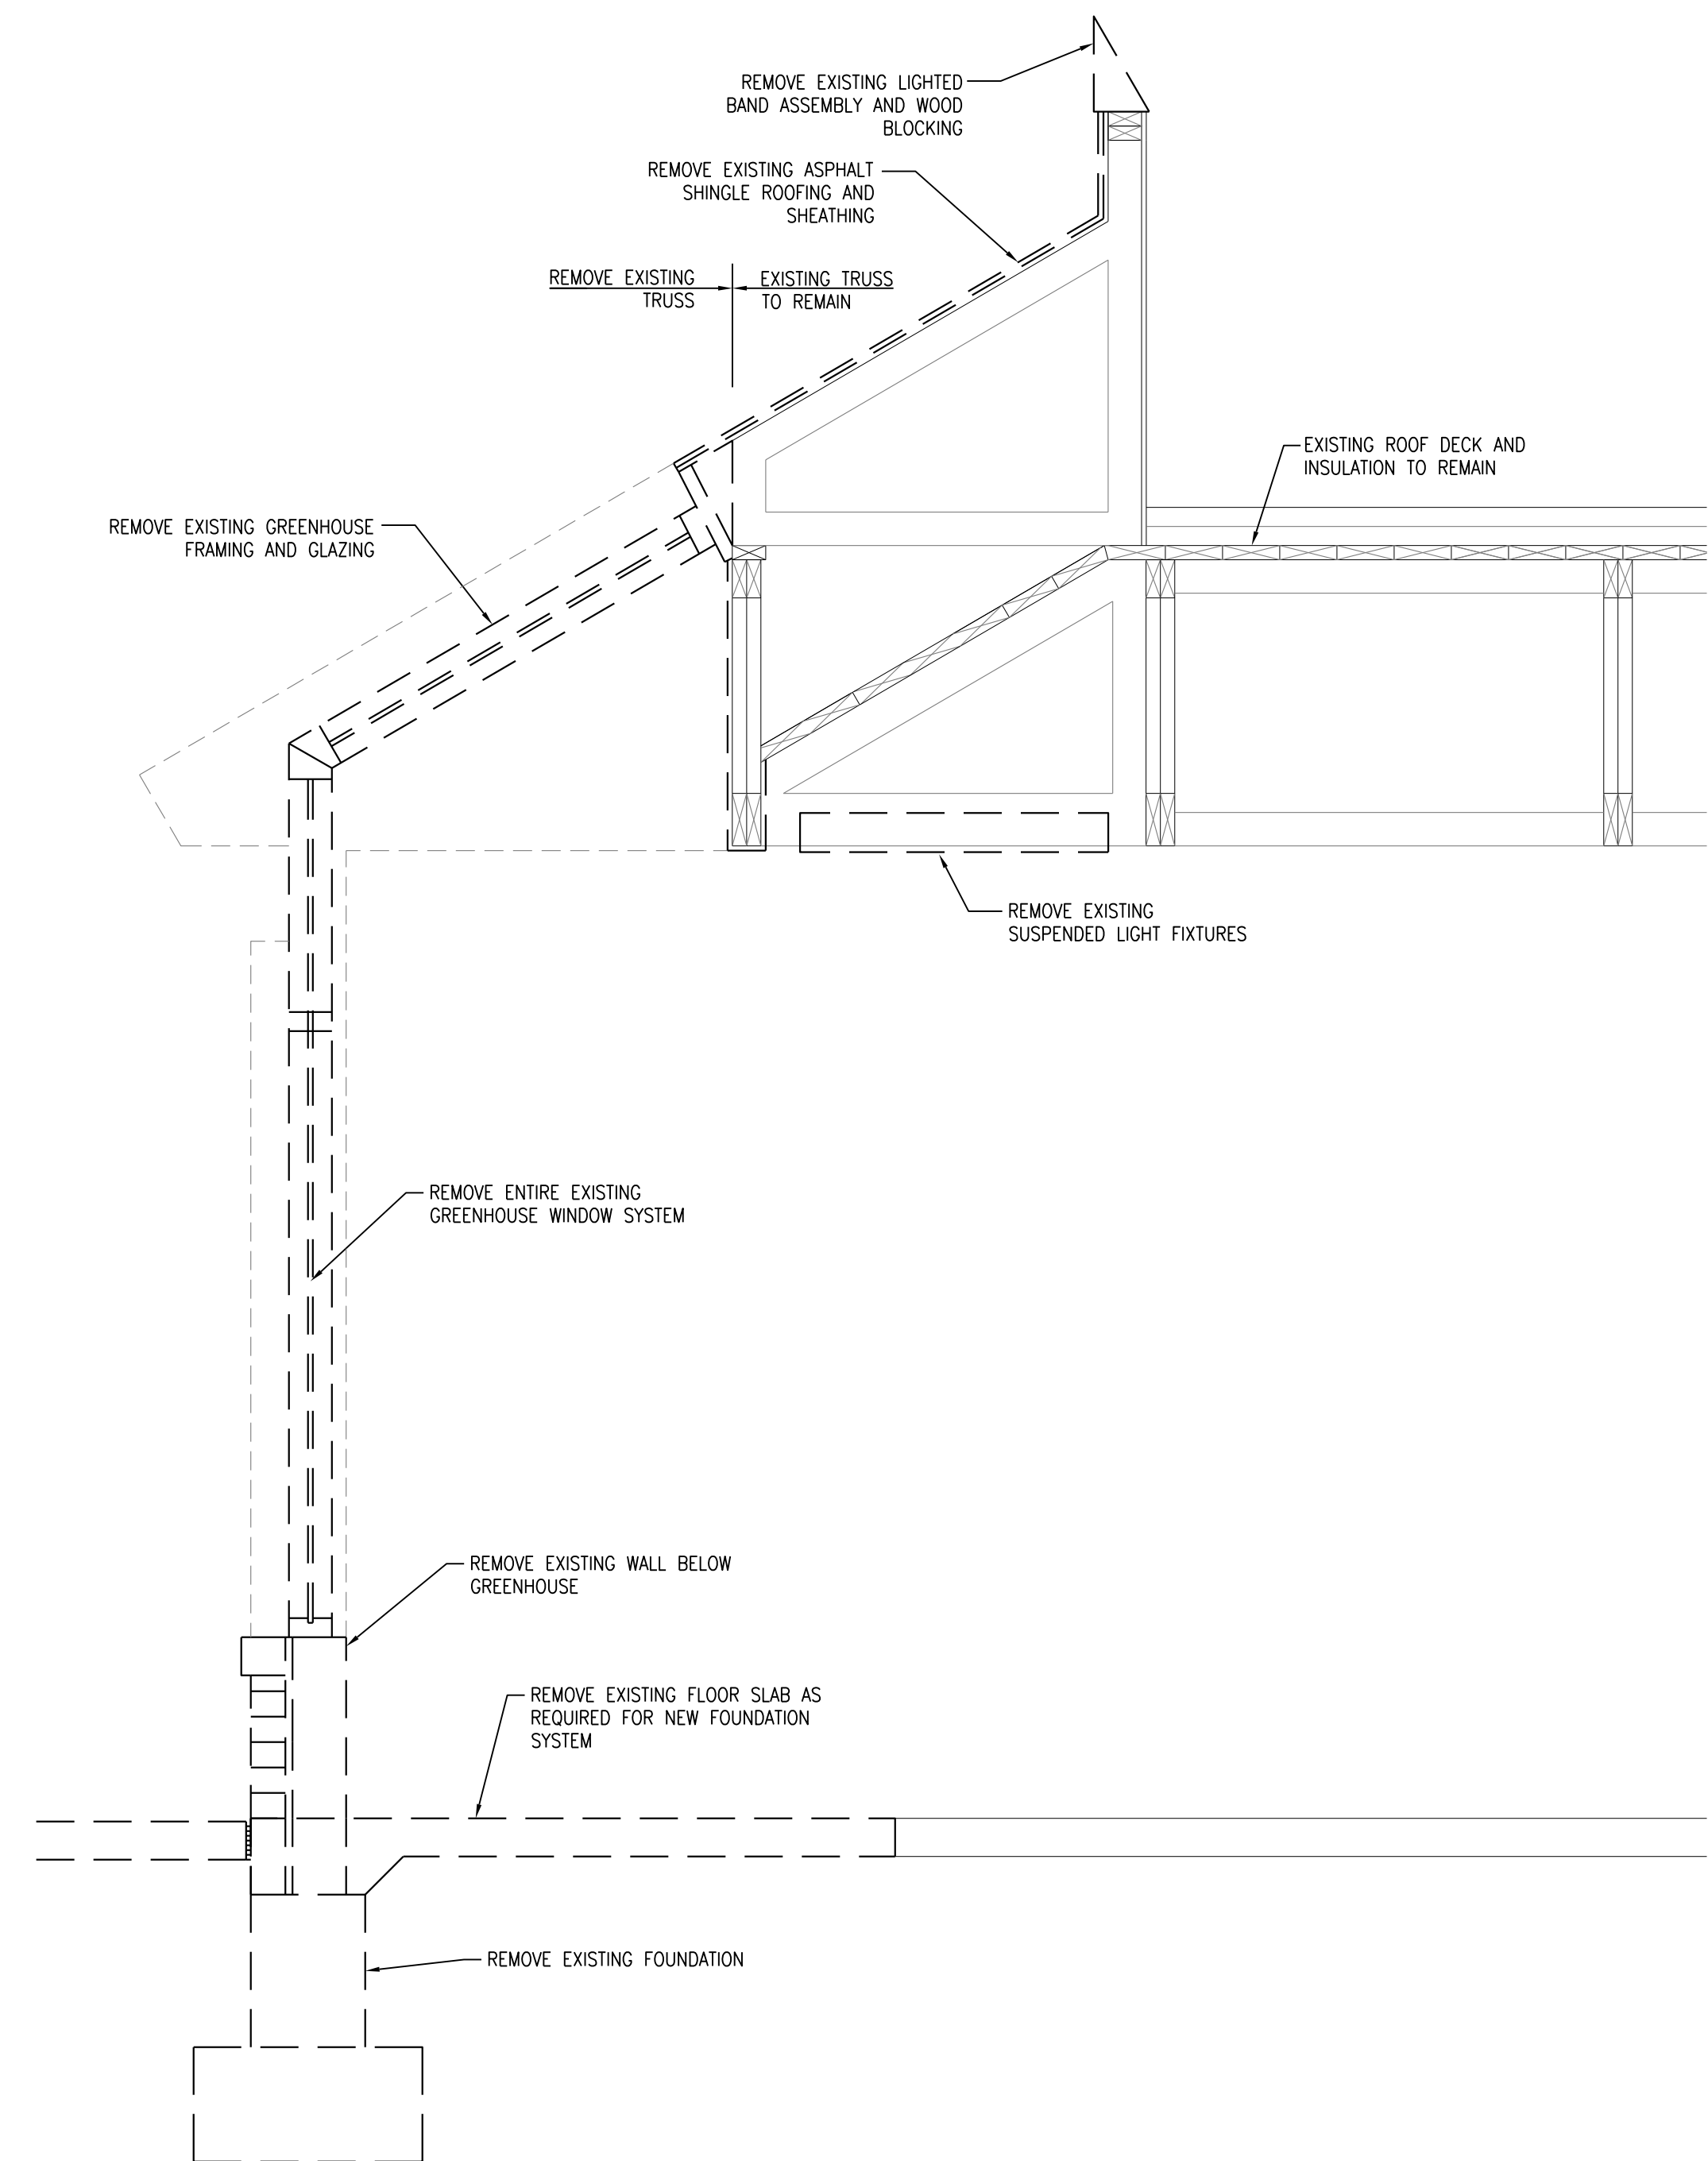 REMOVE EXISTING LIGHTED
BAND ASSEMBLY AND WOOD
BLOCKING
REMOVE EXISTING ASPHALT
SHINGLE ROOFING AND
SHEATHING
REMOVE EXISTING
TRUSS
EXISTING TRUSS
TO REMAIN
EXISTING ROOF DECK AND
INSULATION TO REMAIN
REMOVE EXISTING GREENHOUSE
FRAMING AND GLAZING
REMOVE EXISTING
SUSPENDED LIGHT FIXTURES
REMOVE ENTIRE EXISTING
GREENHOUSE WINDOW SYSTEM
REMOVE EXISTING WALL BELOW
GREENHOUSE
REMOVE EXISTING FLOOR SLAB AS
REQUIRED FOR NEW FOUNDATION
SYSTEM
REMOVE EXISTING FOUNDATION